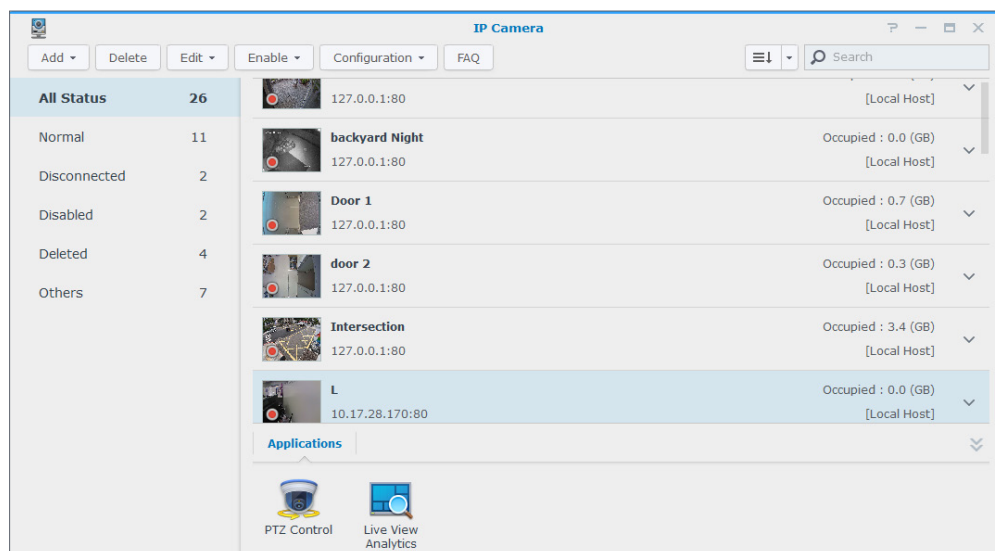 IP Camera
Add Delete Edit Enable Configuration FAQ Search
All Status 26
Normal 11
Disconnected 2
Disabled 2
Deleted 4
Others 7
127.0.0.1:80 [Local Host]
backyard Night Occupied : 0.0 (GB)
127.0.0.1:80 [Local Host]
Door 1 Occupied : 0.7 (GB)
127.0.0.1:80 [Local Host]
door 2 Occupied : 0.3 (GB)
127.0.0.1:80 [Local Host]
Intersection Occupied : 3.4 (GB)
127.0.0.1:80 [Local Host]
L Occupied : 0.0 (GB)
10.17.28.170:80 [Local Host]
Applications
PTZ Control
Live View
Analytics